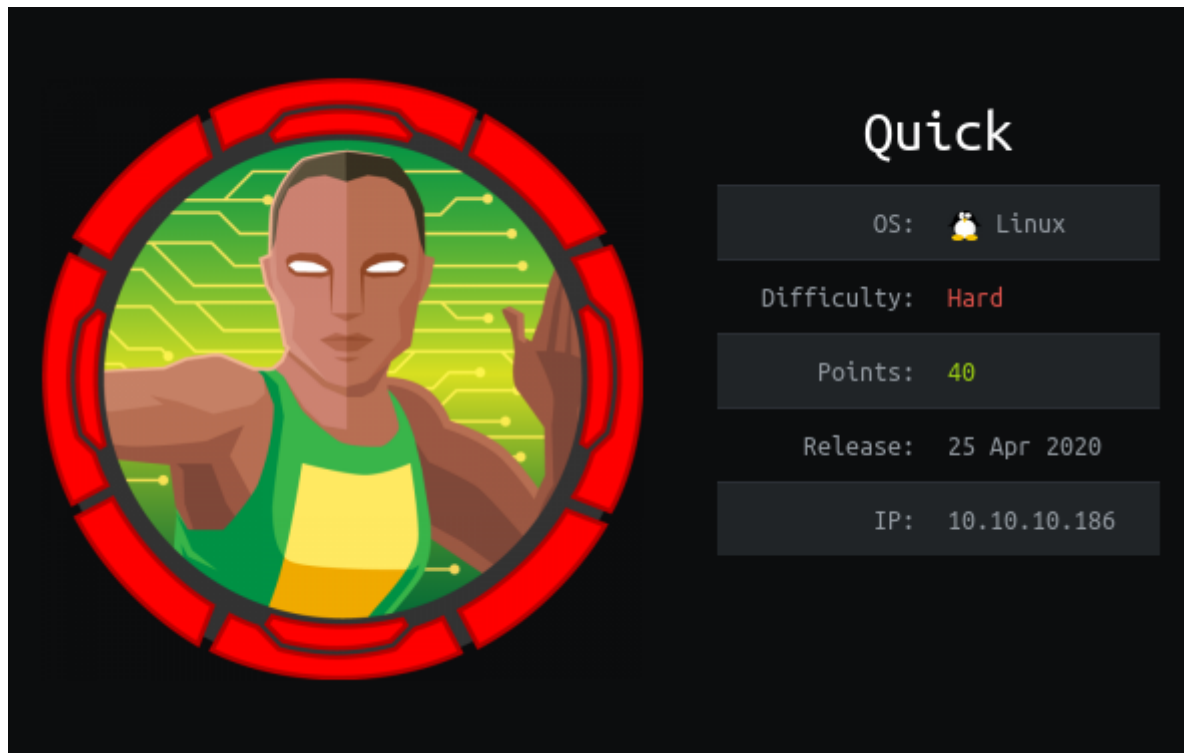 Quick
OS: Linux
Difficulty: Hard
Points: 40
Release: 25 Apr 2020
IP: 10.10.10.186